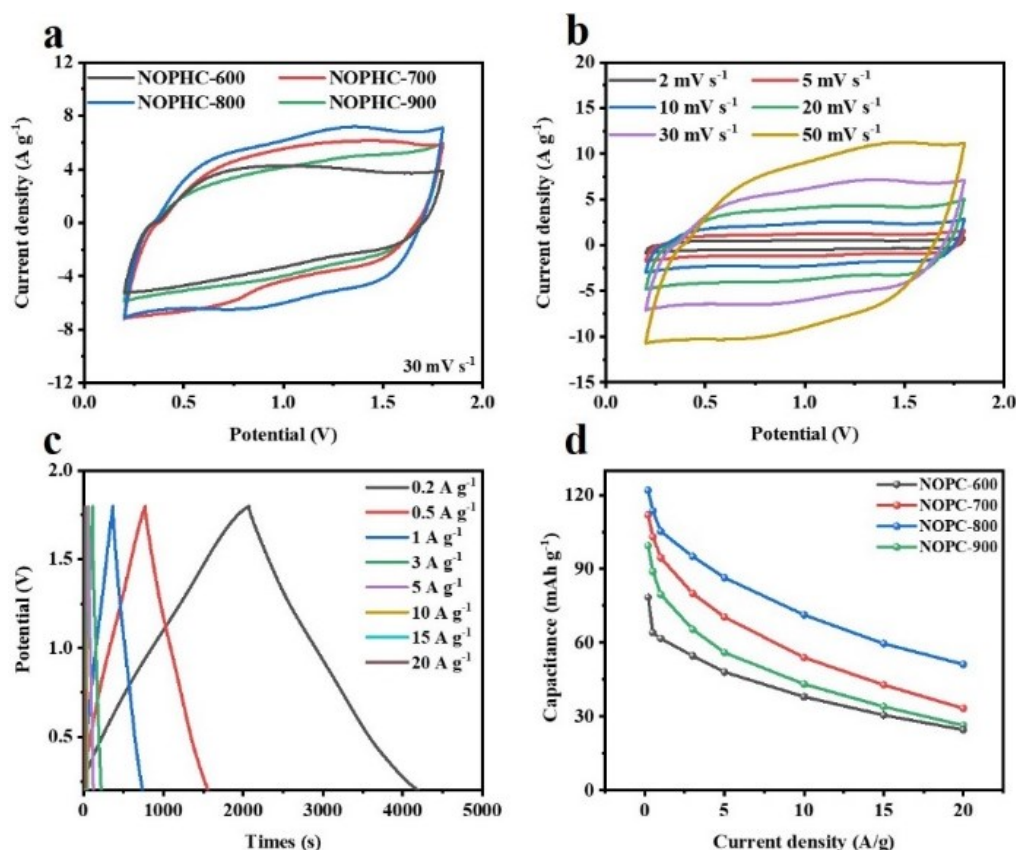 a
12
8
4
0
-4
-8
-12
Current density (A g⁻¹)
NOPHC-600 NOPHC-700
NOPHC-800 NOPHC-900
30 mV s⁻¹
0.0 0.5 1.0 1.5 2.0
Potential (V)
b
20
15
10
5
0
-5
-10
-15
Current density (A g⁻¹)
2 mV s⁻¹ 5 mV s⁻¹
10 mV s⁻¹ 20 mV s⁻¹
30 mV s⁻¹ 50 mV s⁻¹
0.0 0.5 1.0 1.5 2.0
Potential (V)
c
2.0
1.5
1.0
0.5
Potential (V)
0.2 A g⁻¹
0.5 A g⁻¹
1 A g⁻¹
3 A g⁻¹
5 A g⁻¹
10 A g⁻¹
15 A g⁻¹
20 A g⁻¹
0 500 1000 1500 2000 2500 3000 3500 4000 4500 5000
Times (s)
d
120
90
60
30
0
Capacitance (mAh g⁻¹)
NOPC-600
NOPC-700
NOPC-800
NOPC-900
0 5 10 15 20
Current density (A/g)